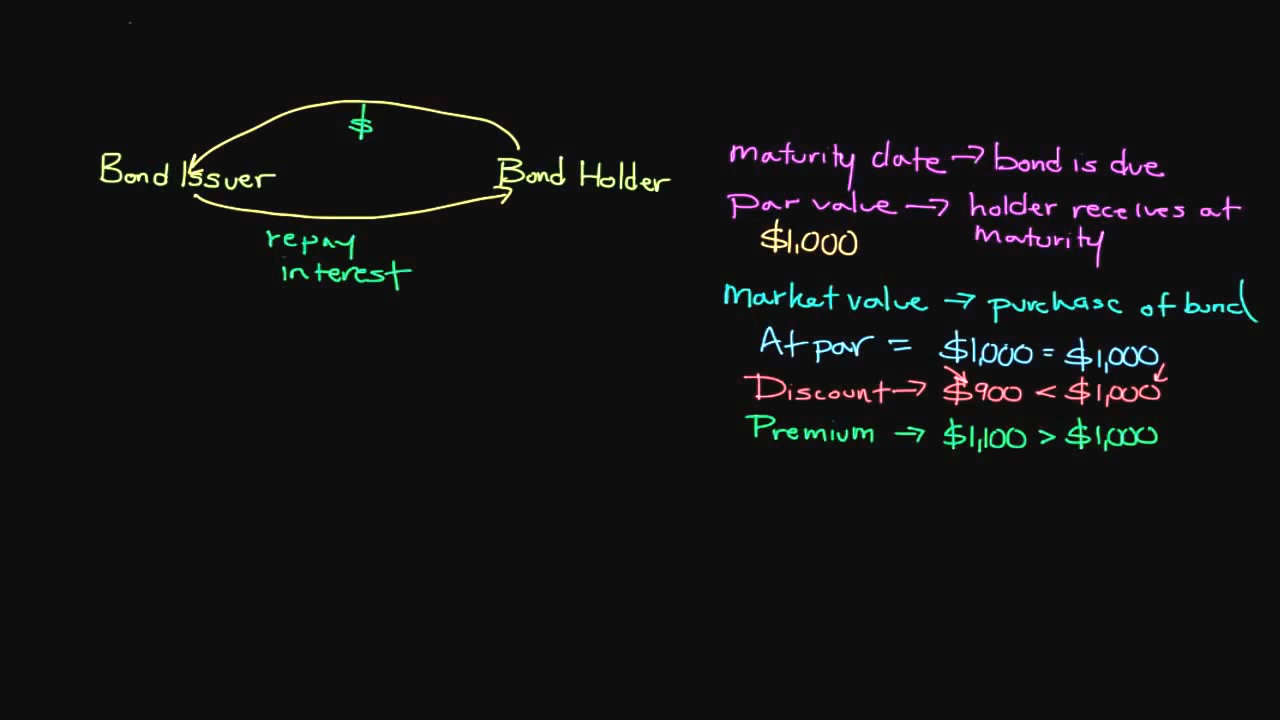 $
Bond Issuer
Bond Holder
repay
interest
maturity date → bond is due
par value → holder receives at
maturity
$1,000
Market value → purchase of bond
At par = $1,000 = $1,000
Discount → $900 < $1,000
Premium → $1,100 > $1,000